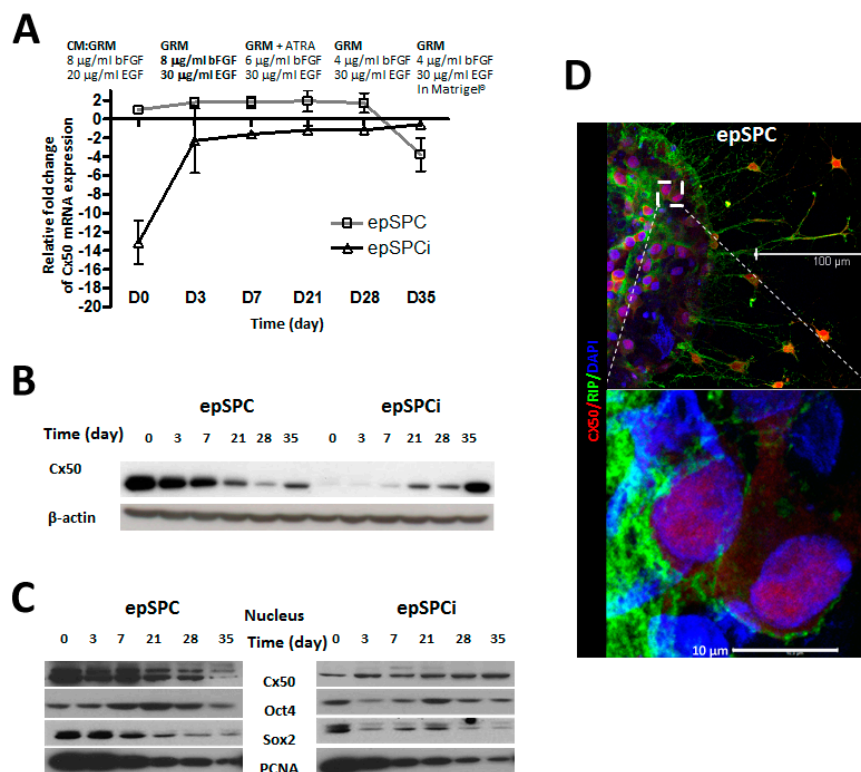 A
CM:GRM
8 µg/ml bFGF
20 µg/ml EGF
GRM
8 µg/ml bFGF
30 µg/ml EGF
GRM + ATRA
6 µg/ml bFGF
30 µg/ml EGF
GRM
4 µg/ml bFGF
30 µg/ml EGF
GRM
4 µg/ml bFGF
30 µg/ml EGF
In Matrigel®
Relative fold change
of Cx50 mRNA expression
2
0
-2
-4
-6
-8
-10
-12
-14
-16
-18
-20
epSPC
epSPCi
D0 D3 D7 D21 D28 D35
Time (day)
B
epSPC epSPCi
Time (day) 0 3 7 21 28 35 0 3 7 21 28 35
Cx50
β-actin
C
epSPC Nucleus epSPCi
0 3 7 21 28 35 Time (day) 0 3 7 21 28 35
Cx50
Oct4
Sox2
PCNA
D
epSPC
100 µm
CX50/RIP/DAPI
10 µm